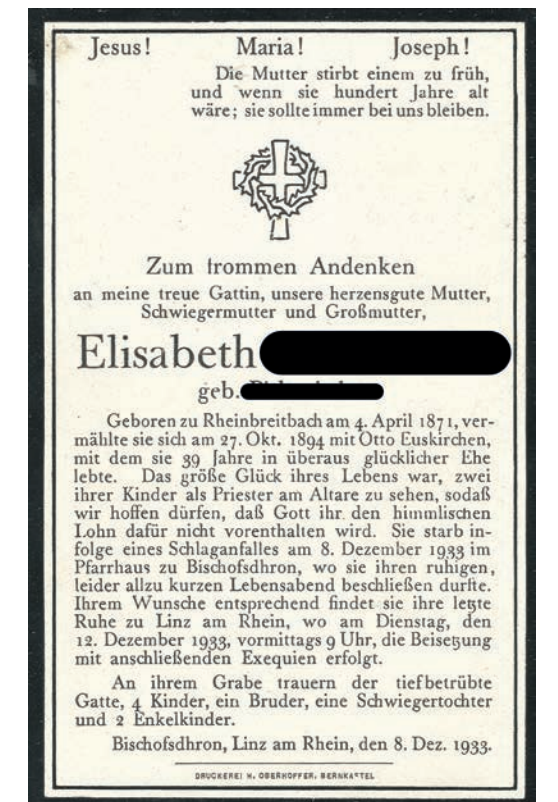 Jesus! Maria! Joseph!
Die Mutter stirbt einem zu früh,
und wenn sie hundert Jahre alt
wäre; sie sollte immer bei uns bleiben.
Zum frommen Andenken
an meine treue Gattin, unsere herzensgute Mutter,
Schwiegermutter und Großmutter,
Elisabeth
geb.
Geboren zu Rheinbreitbach am 4. April 1871, ver-
mählte sie sich am 27. Okt. 1894 mit Otto Euskirchen,
mit dem sie 39 Jahre in überaus glücklicher Ehe
lebte. Das große Glück ihres Lebens war, zwei
ihrer Kinder als Priester am Altare zu sehen, sodaß
wir hoffen dürfen, daß Gott ihr den himmlischen
Lohn dafür nicht vorenthalten wird. Sie starb in-
folge eines Schlaganfalles am 8. Dezember 1933 im
Pfarrhaus zu Bischofsdhron, wo sie ihren ruhigen,
leider allzu kurzen Lebensabend beschließen durfte.
Ihrem Wunsche entsprechend findet sie ihre letzte
Ruhe zu Linz am Rhein, wo am Dienstag, den
12. Dezember 1933, vormittags 9 Uhr, die Beisetzung
mit anschließenden Exequien erfolgt.
An ihrem Grabe trauern der tiefbetrübte
Gatte, 4 Kinder, ein Bruder, eine Schwiegertochter
und 2 Enkelkinder.
Bischofsdhron, Linz am Rhein, den 8. Dez. 1933.
DRUCKEREI H. OBERHOFFER, BERNKASTEL